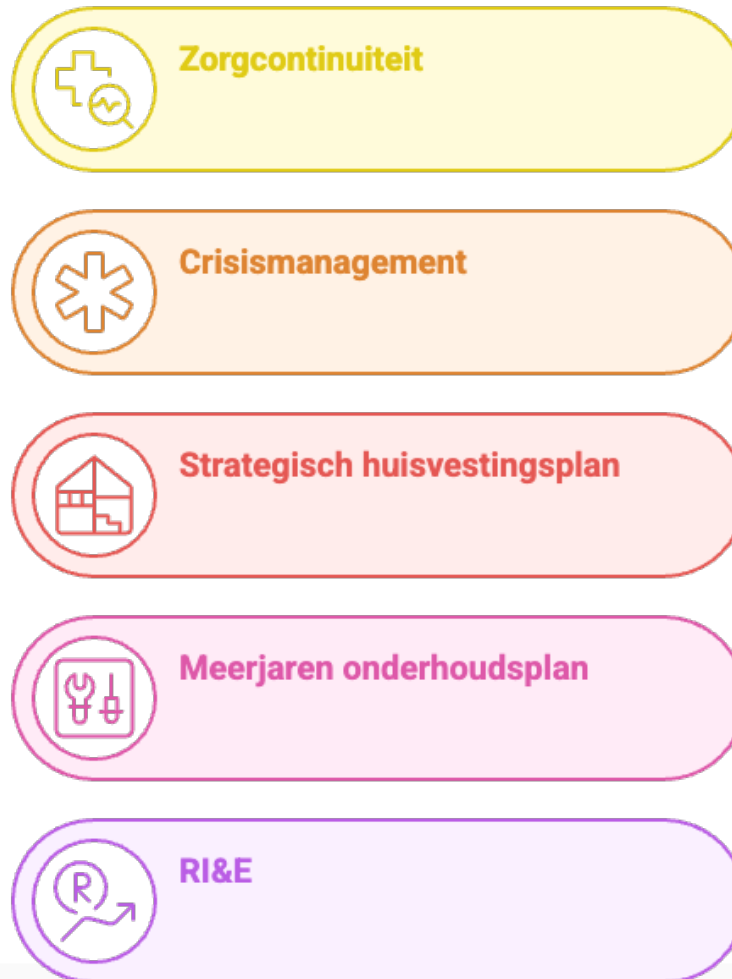 Zorgcontinuiteit
Crisismanagement
Strategisch huisvestingsplan
Meerjaren onderhoudsplan
R
RI&E